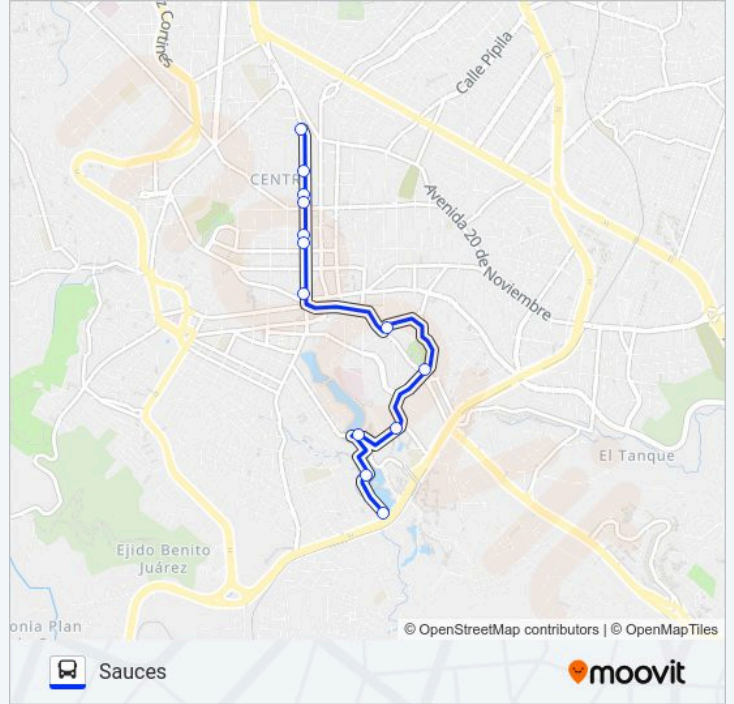 z Cortines
Calle Pípila
CENTR
Avenida 20 de Noviembre
El Tanque
Ejido Benito
Juárez
onia Plan
© OpenStreetMap contributors | © OpenMapTiles
Sauces
moovit